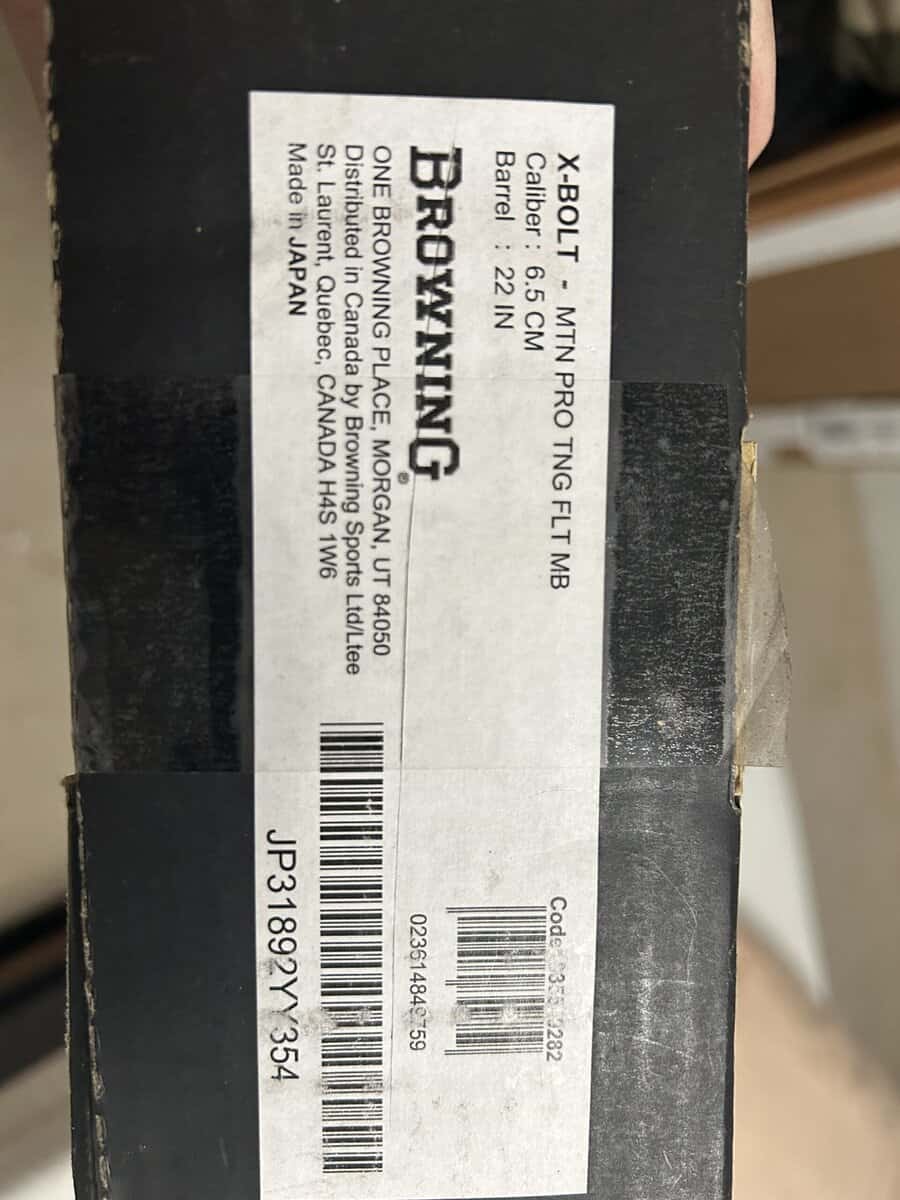 X-BOLT - MTN PRO TNG FLT MB
Caliber : 6.5 CM
Barrel : 22 IN
Code:
BROWNING®
023614849759
ONE BROWNING PLACE, MORGAN, UT 84050
Distributed in Canada by Browning Sports Ltd/Ltee
St. Laurent, Quebec, CANADA H4S 1W6
Made in JAPAN
JP31892YY354